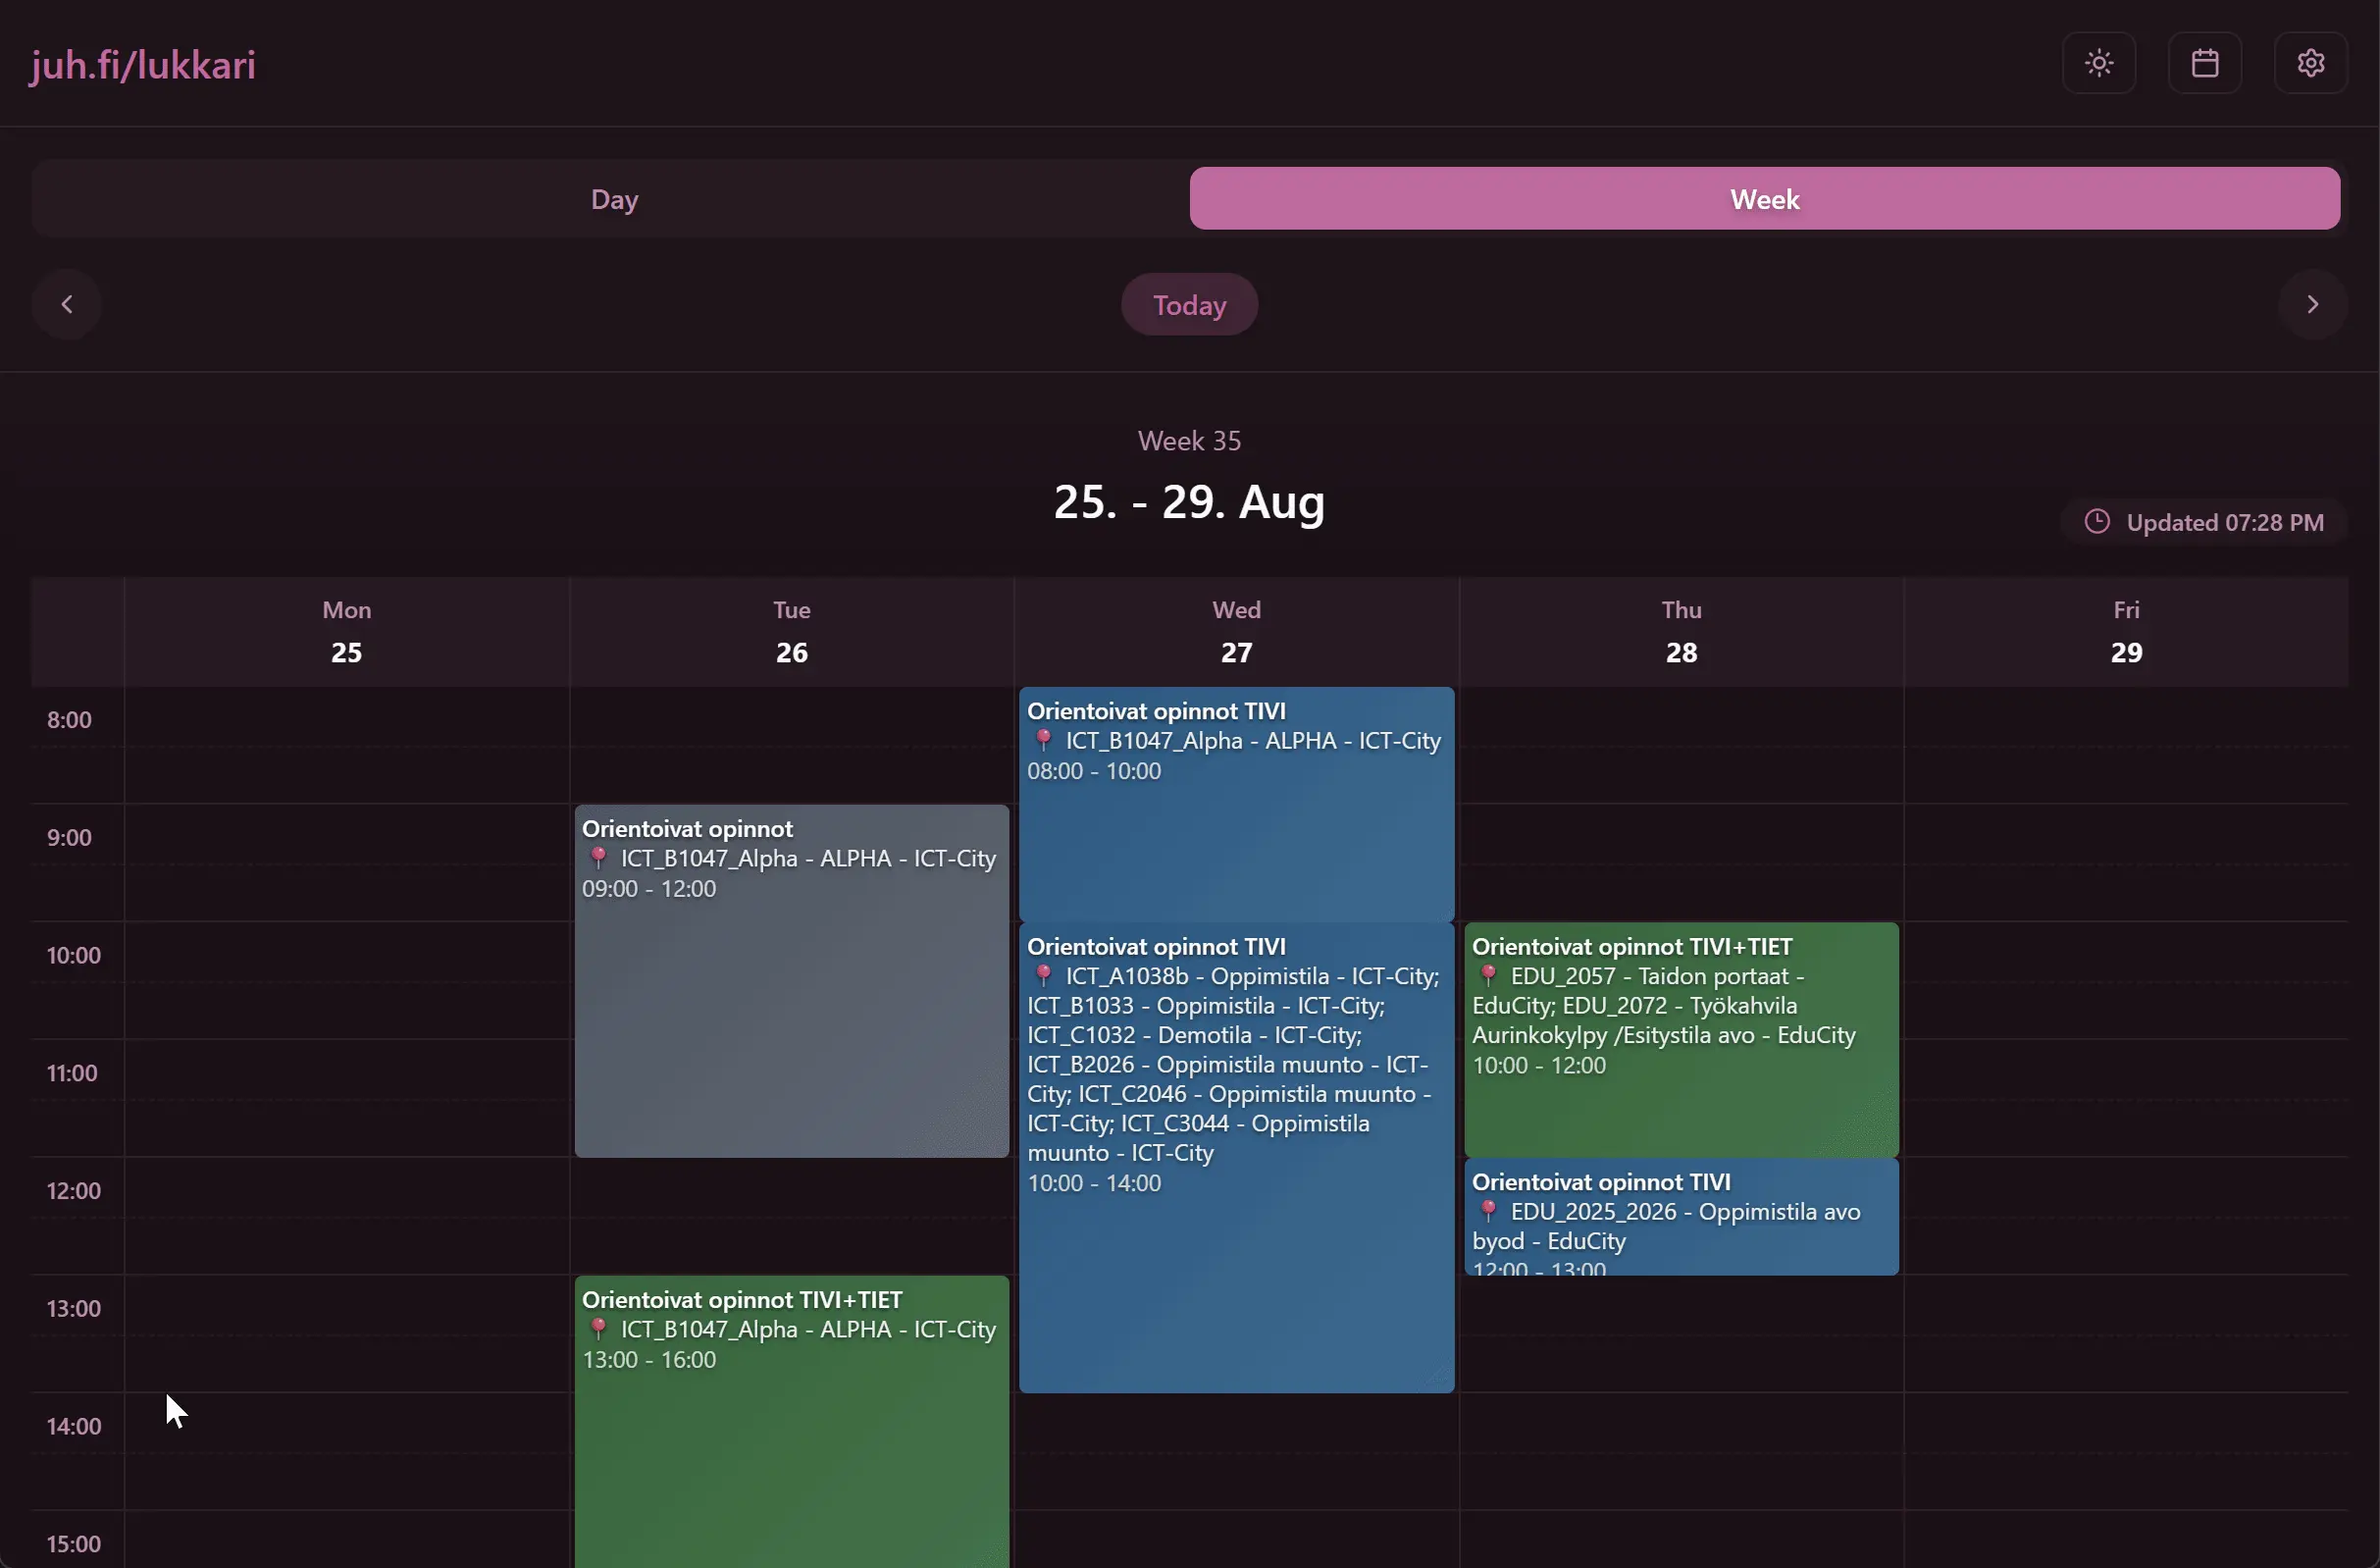 juh.fi/lukkari
Day
Week
Today
Week 35
25. - 29. Aug
Updated 07:28 PM
Mon
25
Tue
26
Wed
27
Thu
28
Fri
29
8:00
9:00
10:00
11:00
12:00
13:00
14:00
15:00
Orientoivat opinnot
ICT_B1047_Alpha - ALPHA - ICT-City
09:00 - 12:00
Orientoivat opinnot TIVI+TIET
ICT_B1047_Alpha - ALPHA - ICT-City
13:00 - 16:00
Orientoivat opinnot TIVI
ICT_B1047_Alpha - ALPHA - ICT-City
08:00 - 10:00
Orientoivat opinnot TIVI
ICT_A1038b - Oppimistila - ICT-City;
ICT_B1033 - Oppimistila - ICT-City;
ICT_C1032 - Demotila - ICT-City;
ICT_B2026 - Oppimistila muunto - ICT-
City; ICT_C2046 - Oppimistila muunto -
ICT-City; ICT_C3044 - Oppimistila
muunto - ICT-City
10:00 - 14:00
Orientoivat opinnot TIVI+TIET
EDU_2057 - Taidon portaat -
EduCity; EDU_2072 - Työkahvila
Aurinkokylpy /Esitystila avo - EduCity
10:00 - 12:00
Orientoivat opinnot TIVI
EDU_2025_2026 - Oppimistila avo
byod - EduCity
12:00 - 13:00